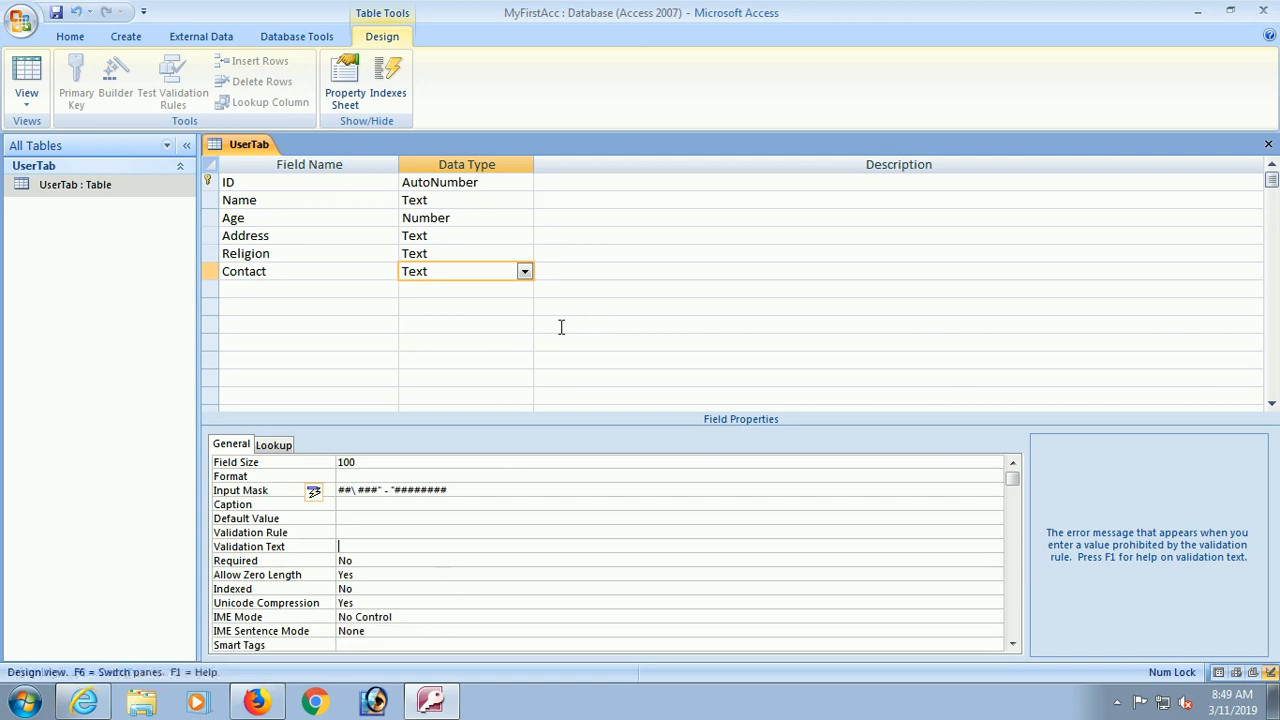 Table Tools
MyFirstAcc : Database (Access 2007) - Microsoft Access
Home Create External Data Database Tools Design
View
Views
Primary Key
Builder
Test Validation Rules
Insert Rows
Delete Rows
Lookup Column
Tools
Property Sheet
Indexes
Show/Hide
All Tables «
UserTab
UserTab : Table
UserTab
Field Name Data Type Description
ID AutoNumber
Name Text
Age Number
Address Text
Religion Text
Contact Text
Field Properties
General Lookup
Field Size 100
Format
Input Mask ##\ ###" - "########
Caption
Default Value
Validation Rule
Validation Text
Required No
Allow Zero Length Yes
Indexed No
Unicode Compression Yes
IME Mode No Control
IME Sentence Mode None
Smart Tags
The error message that appears when you
enter a value prohibited by the validation
rule. Press F1 for help on validation text.
Design view. F6 = Switch panes. F1 = Help.
Num Lock
8:49 AM
3/11/2019